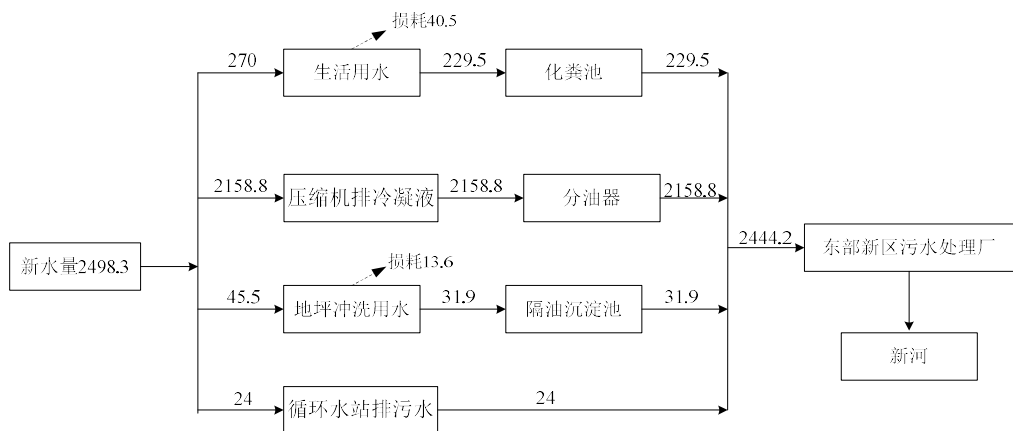 损耗40.5
270
生活用水
229.5
化粪池
229.5
2158.8
压缩机排冷凝液
2158.8
分油器
2158.8
新水量2498.3
2444.2
东部新区污水处理厂
损耗13.6
45.5
地坪冲洗用水
31.9
隔油沉淀池
31.9
新河
24
循环水站排污水
24